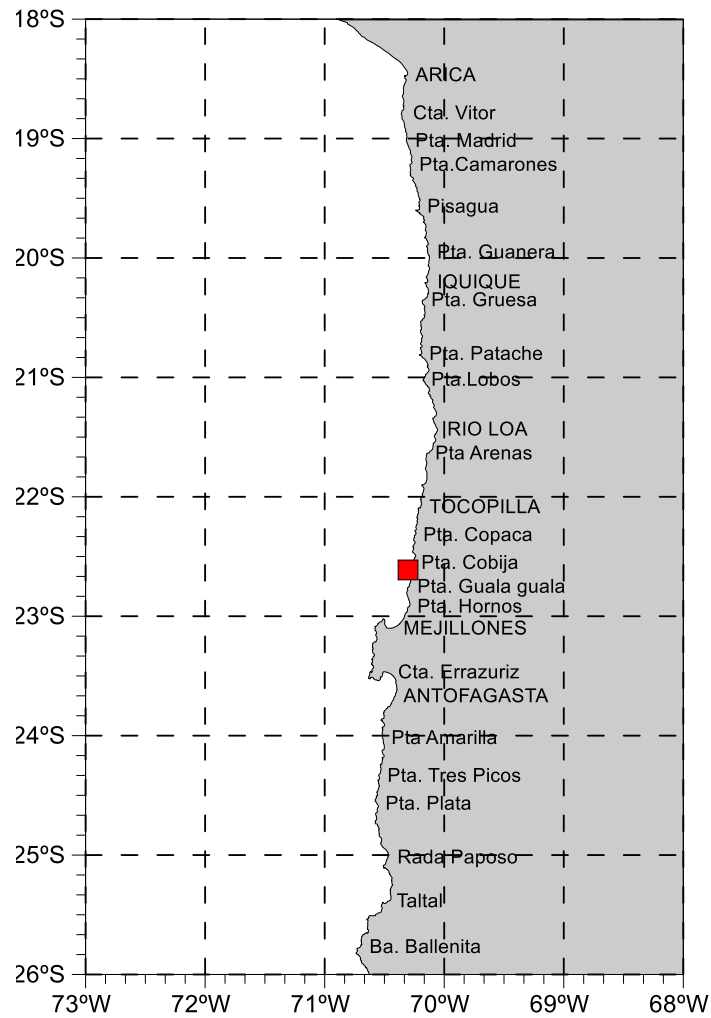 18ºS
ARICA
Cta. Vitor
19ºS
Pta. Madrid
Pta.Camarones
Pisagua
Pta. Guanera
20ºS
IQUIQUE
Pta. Gruesa
Pta. Patache
21ºS
Pta.Lobos
RIO LOA
Pta Arenas
22ºS
TOCOPILLA
Pta. Copaca
Pta. Cobija
Pta. Guala guala
Pta. Hornos
23ºS
MEJILLONES
Cta. Errazuriz
ANTOFAGASTA
24ºS
Pta Amarilla
Pta. Tres Picos
Pta. Plata
25ºS
Rada Paposo
Taltal
Ba. Ballenita
26ºS
73ºW 72ºW 71ºW 70ºW 69ºW 68ºW